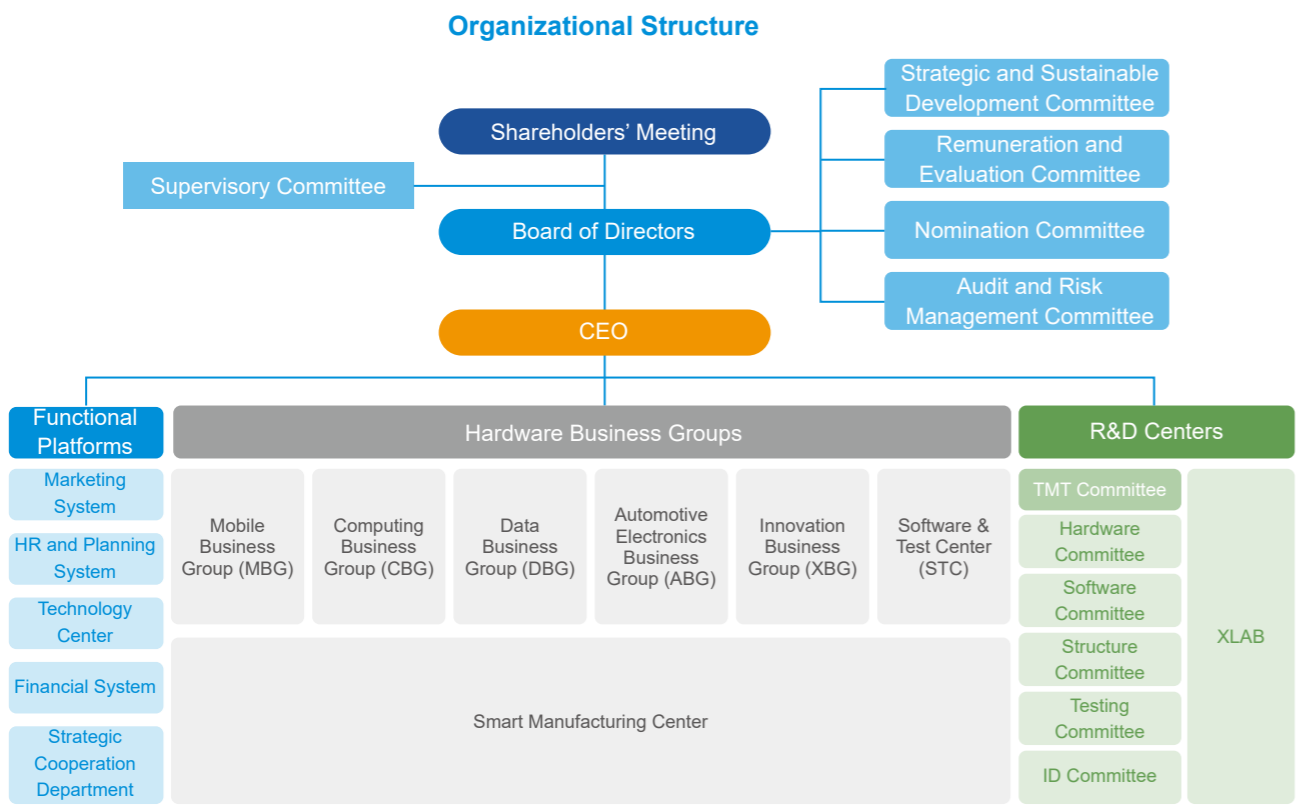 Organizational Structure
Shareholders’ Meeting
Supervisory Committee
Board of Directors
CEO
Strategic and Sustainable
Development Committee
Remuneration and
Evaluation Committee
Nomination Committee
Audit and Risk
Management Committee
Functional
Platforms
Marketing
System
HR and Planning
System
Technology
Center
Financial System
Strategic
Cooperation
Department
Hardware Business Groups
Mobile
Business
Group (MBG)
Computing
Business
Group (CBG)
Data
Business
Group (DBG)
Automotive
Electronics
Business
Group (ABG)
Innovation
Business
Group (XBG)
Software &
Test Center
(STC)
Smart Manufacturing Center
R&D Centers
TMT Committee
Hardware
Committee
Software
Committee
Structure
Committee
Testing
Committee
ID Committee
XLAB